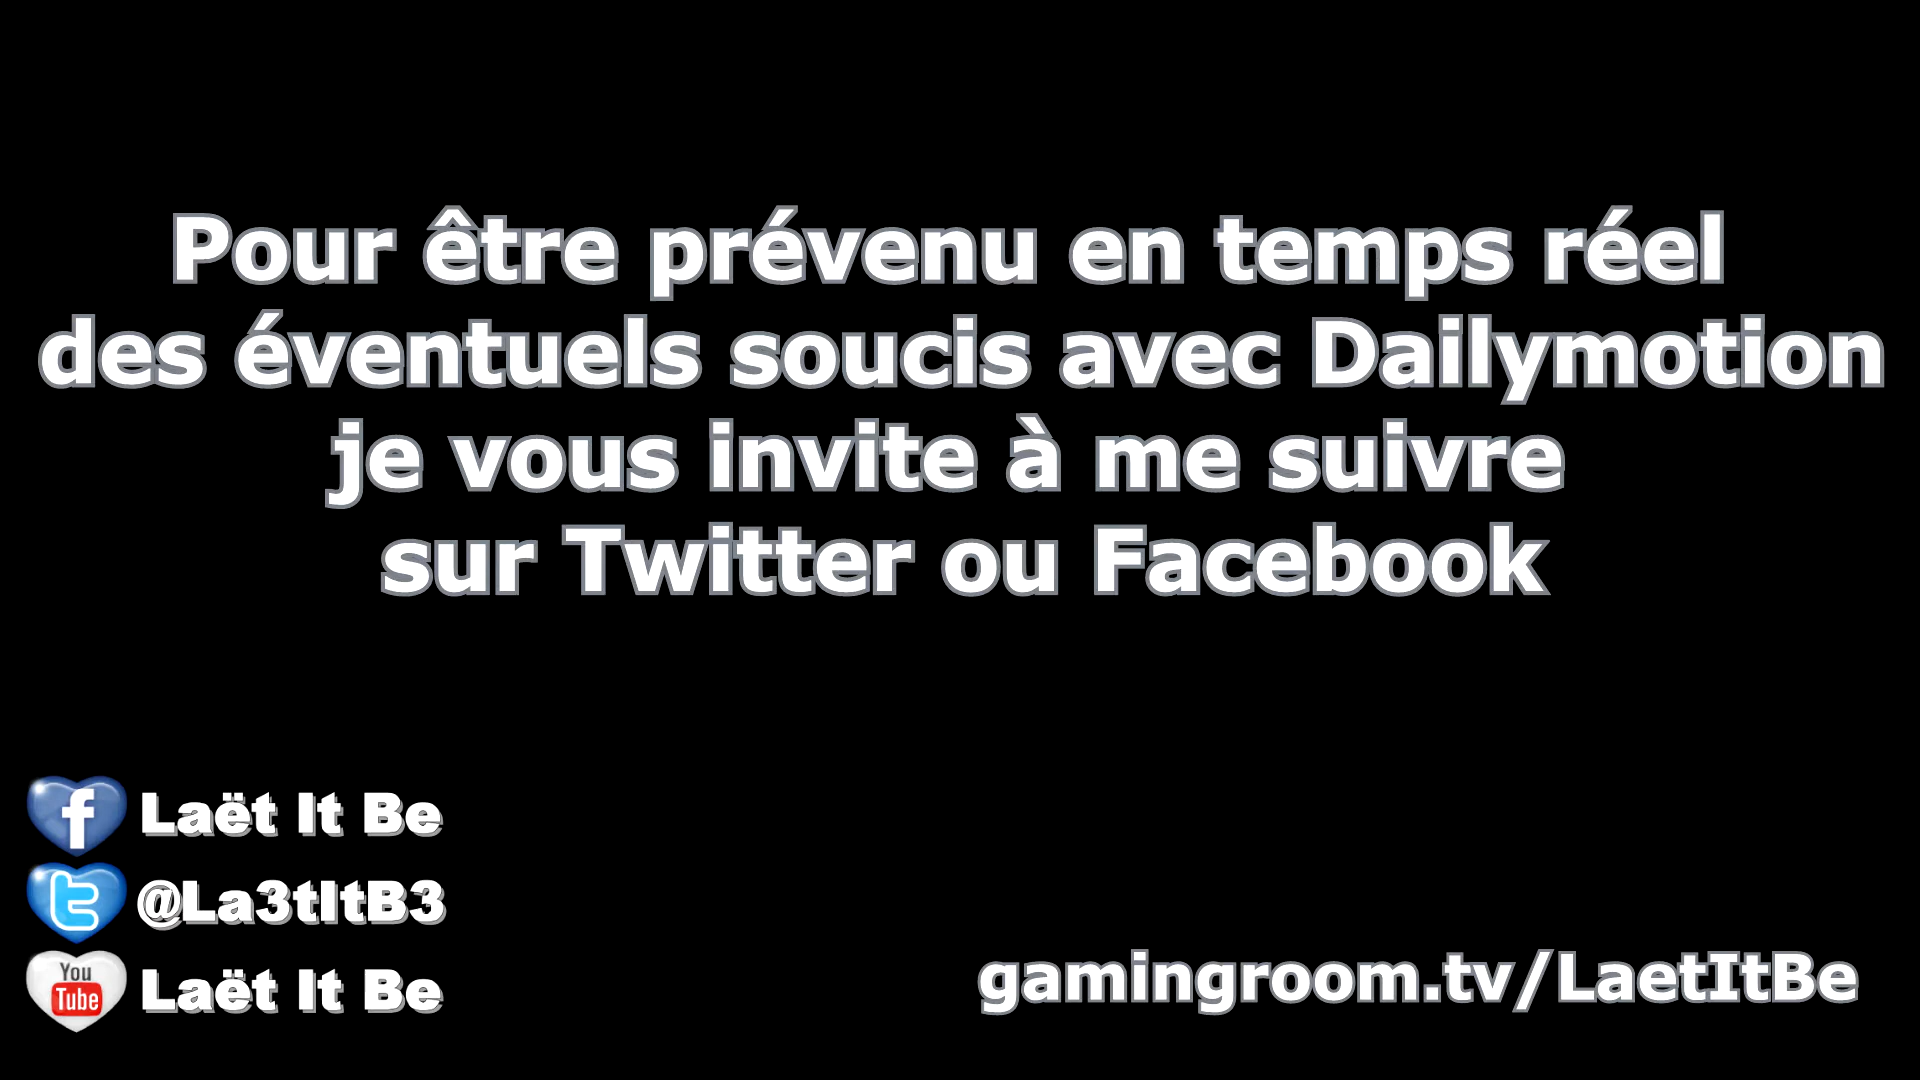 Pour être prévenu en temps réel
des éventuels soucis avec Dailymotion
je vous invite à me suivre
sur Twitter ou Facebook
f Laët It Be
t @La3tItB3
You
Tube Laët It Be
gamingroom.tv/LaetItBe